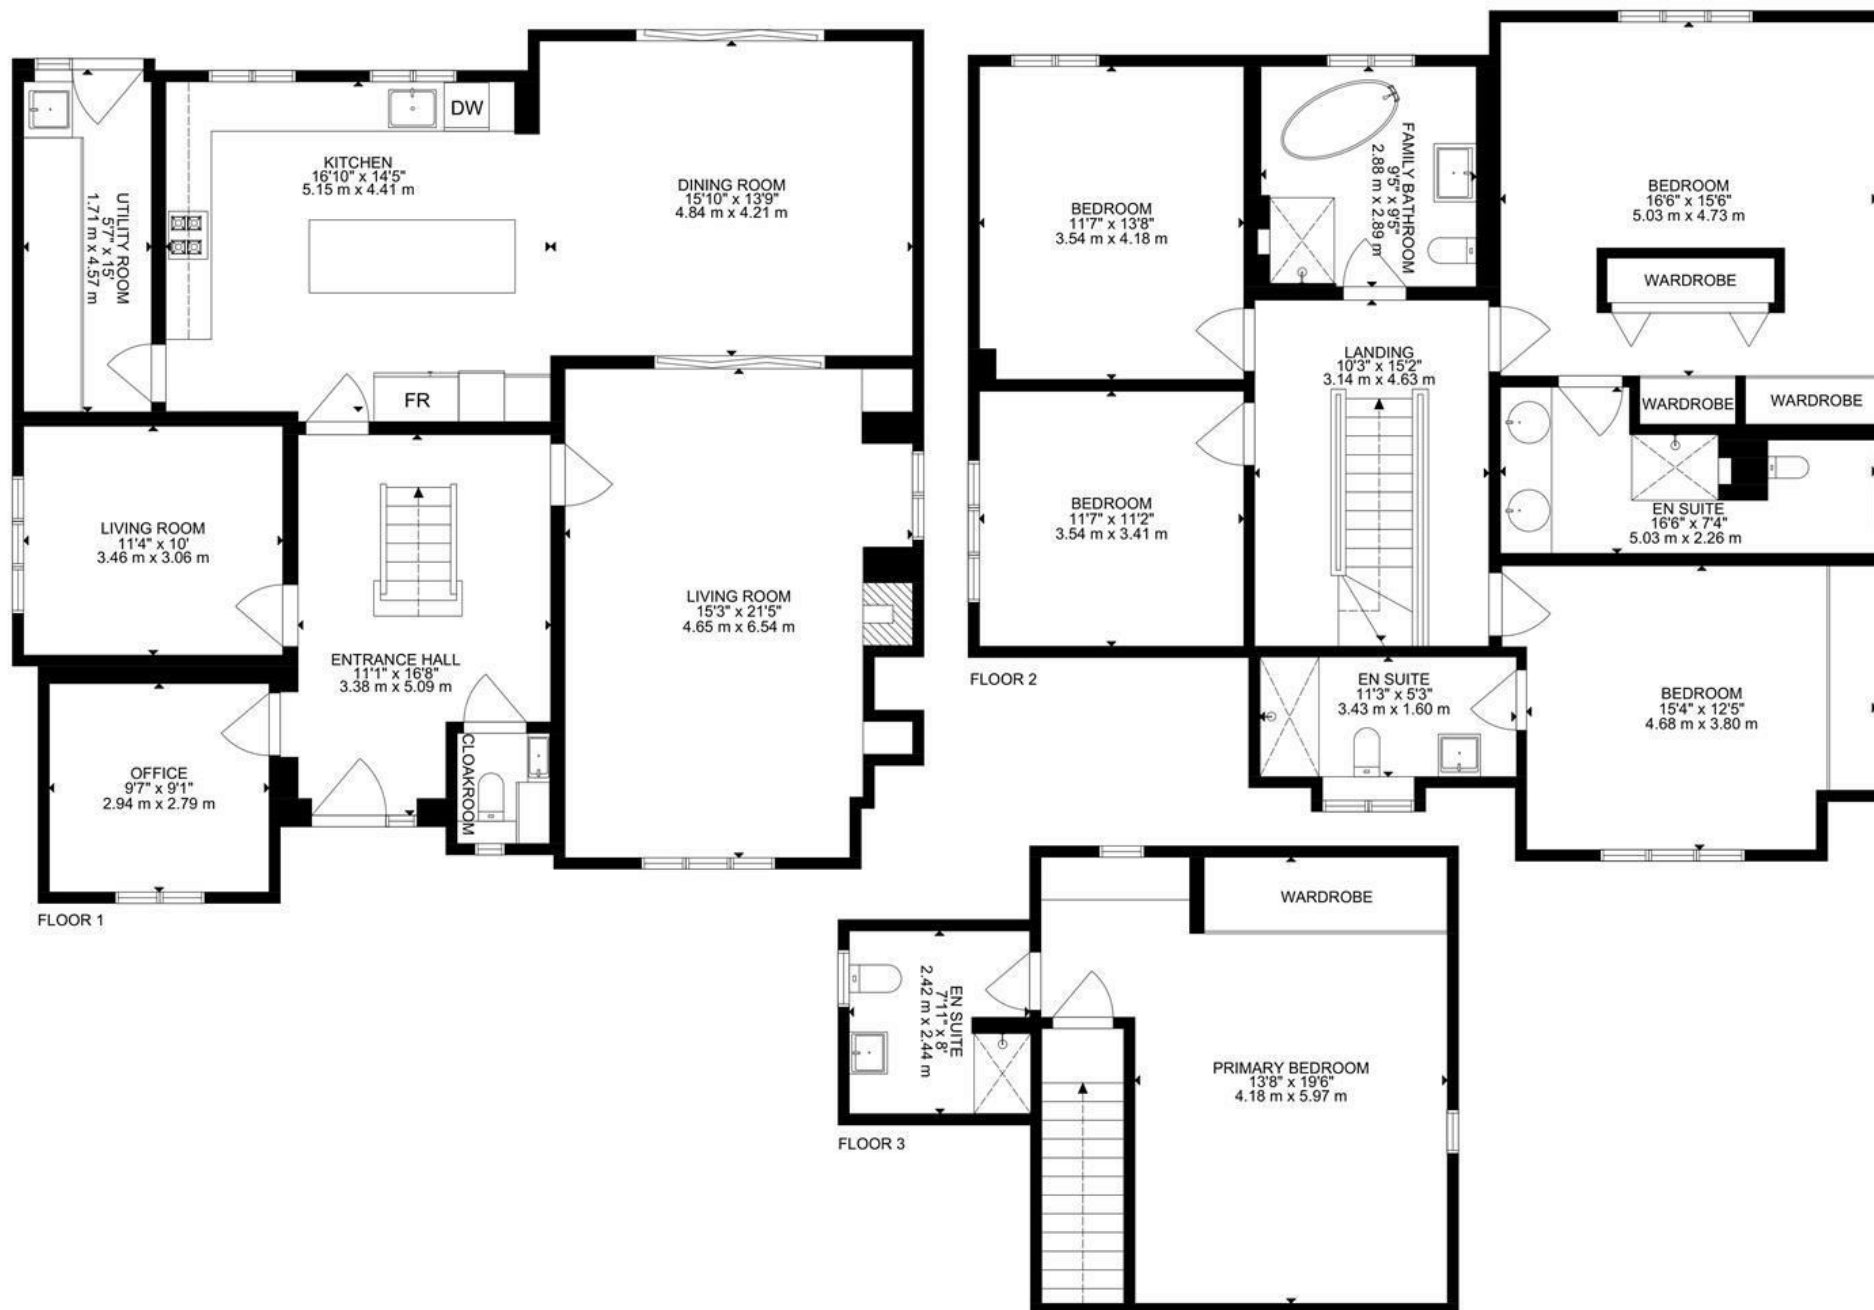 UTILITY ROOM
5'7" x 15'
1.71 m x 4.57 m
KITCHEN
16'10" x 14'5"
5.15 m x 4.41 m
DW
FR
DINING ROOM
15'10" x 13'9"
4.84 m x 4.21 m
LIVING ROOM
11'4" x 10'
3.46 m x 3.06 m
ENTRANCE HALL
11'1" x 16'8"
3.38 m x 5.09 m
LIVING ROOM
15'3" x 21'5"
4.65 m x 6.54 m
OFFICE
9'7" x 9'1"
2.94 m x 2.79 m
CLOAKROOM
FLOOR 1
BEDROOM
11'7" x 13'8"
3.54 m x 4.18 m
FAMILY BATHROOM
9'5" x 9'5"
2.88 m x 2.89 m
BEDROOM
16'6" x 15'6"
5.03 m x 4.73 m
WARDROBE
LANDING
10'3" x 15'2"
3.14 m x 4.63 m
WARDROBE
WARDROBE
BEDROOM
11'7" x 11'2"
3.54 m x 3.41 m
EN SUITE
16'6" x 7'4"
5.03 m x 2.26 m
EN SUITE
11'3" x 5'3"
3.43 m x 1.60 m
BEDROOM
15'4" x 12'5"
4.68 m x 3.80 m
FLOOR 2
WARDROBE
EN SUITE
7'11" x 8'
2.42 m x 2.44 m
PRIMARY BEDROOM
13'8" x 19'6"
4.18 m x 5.97 m
FLOOR 3